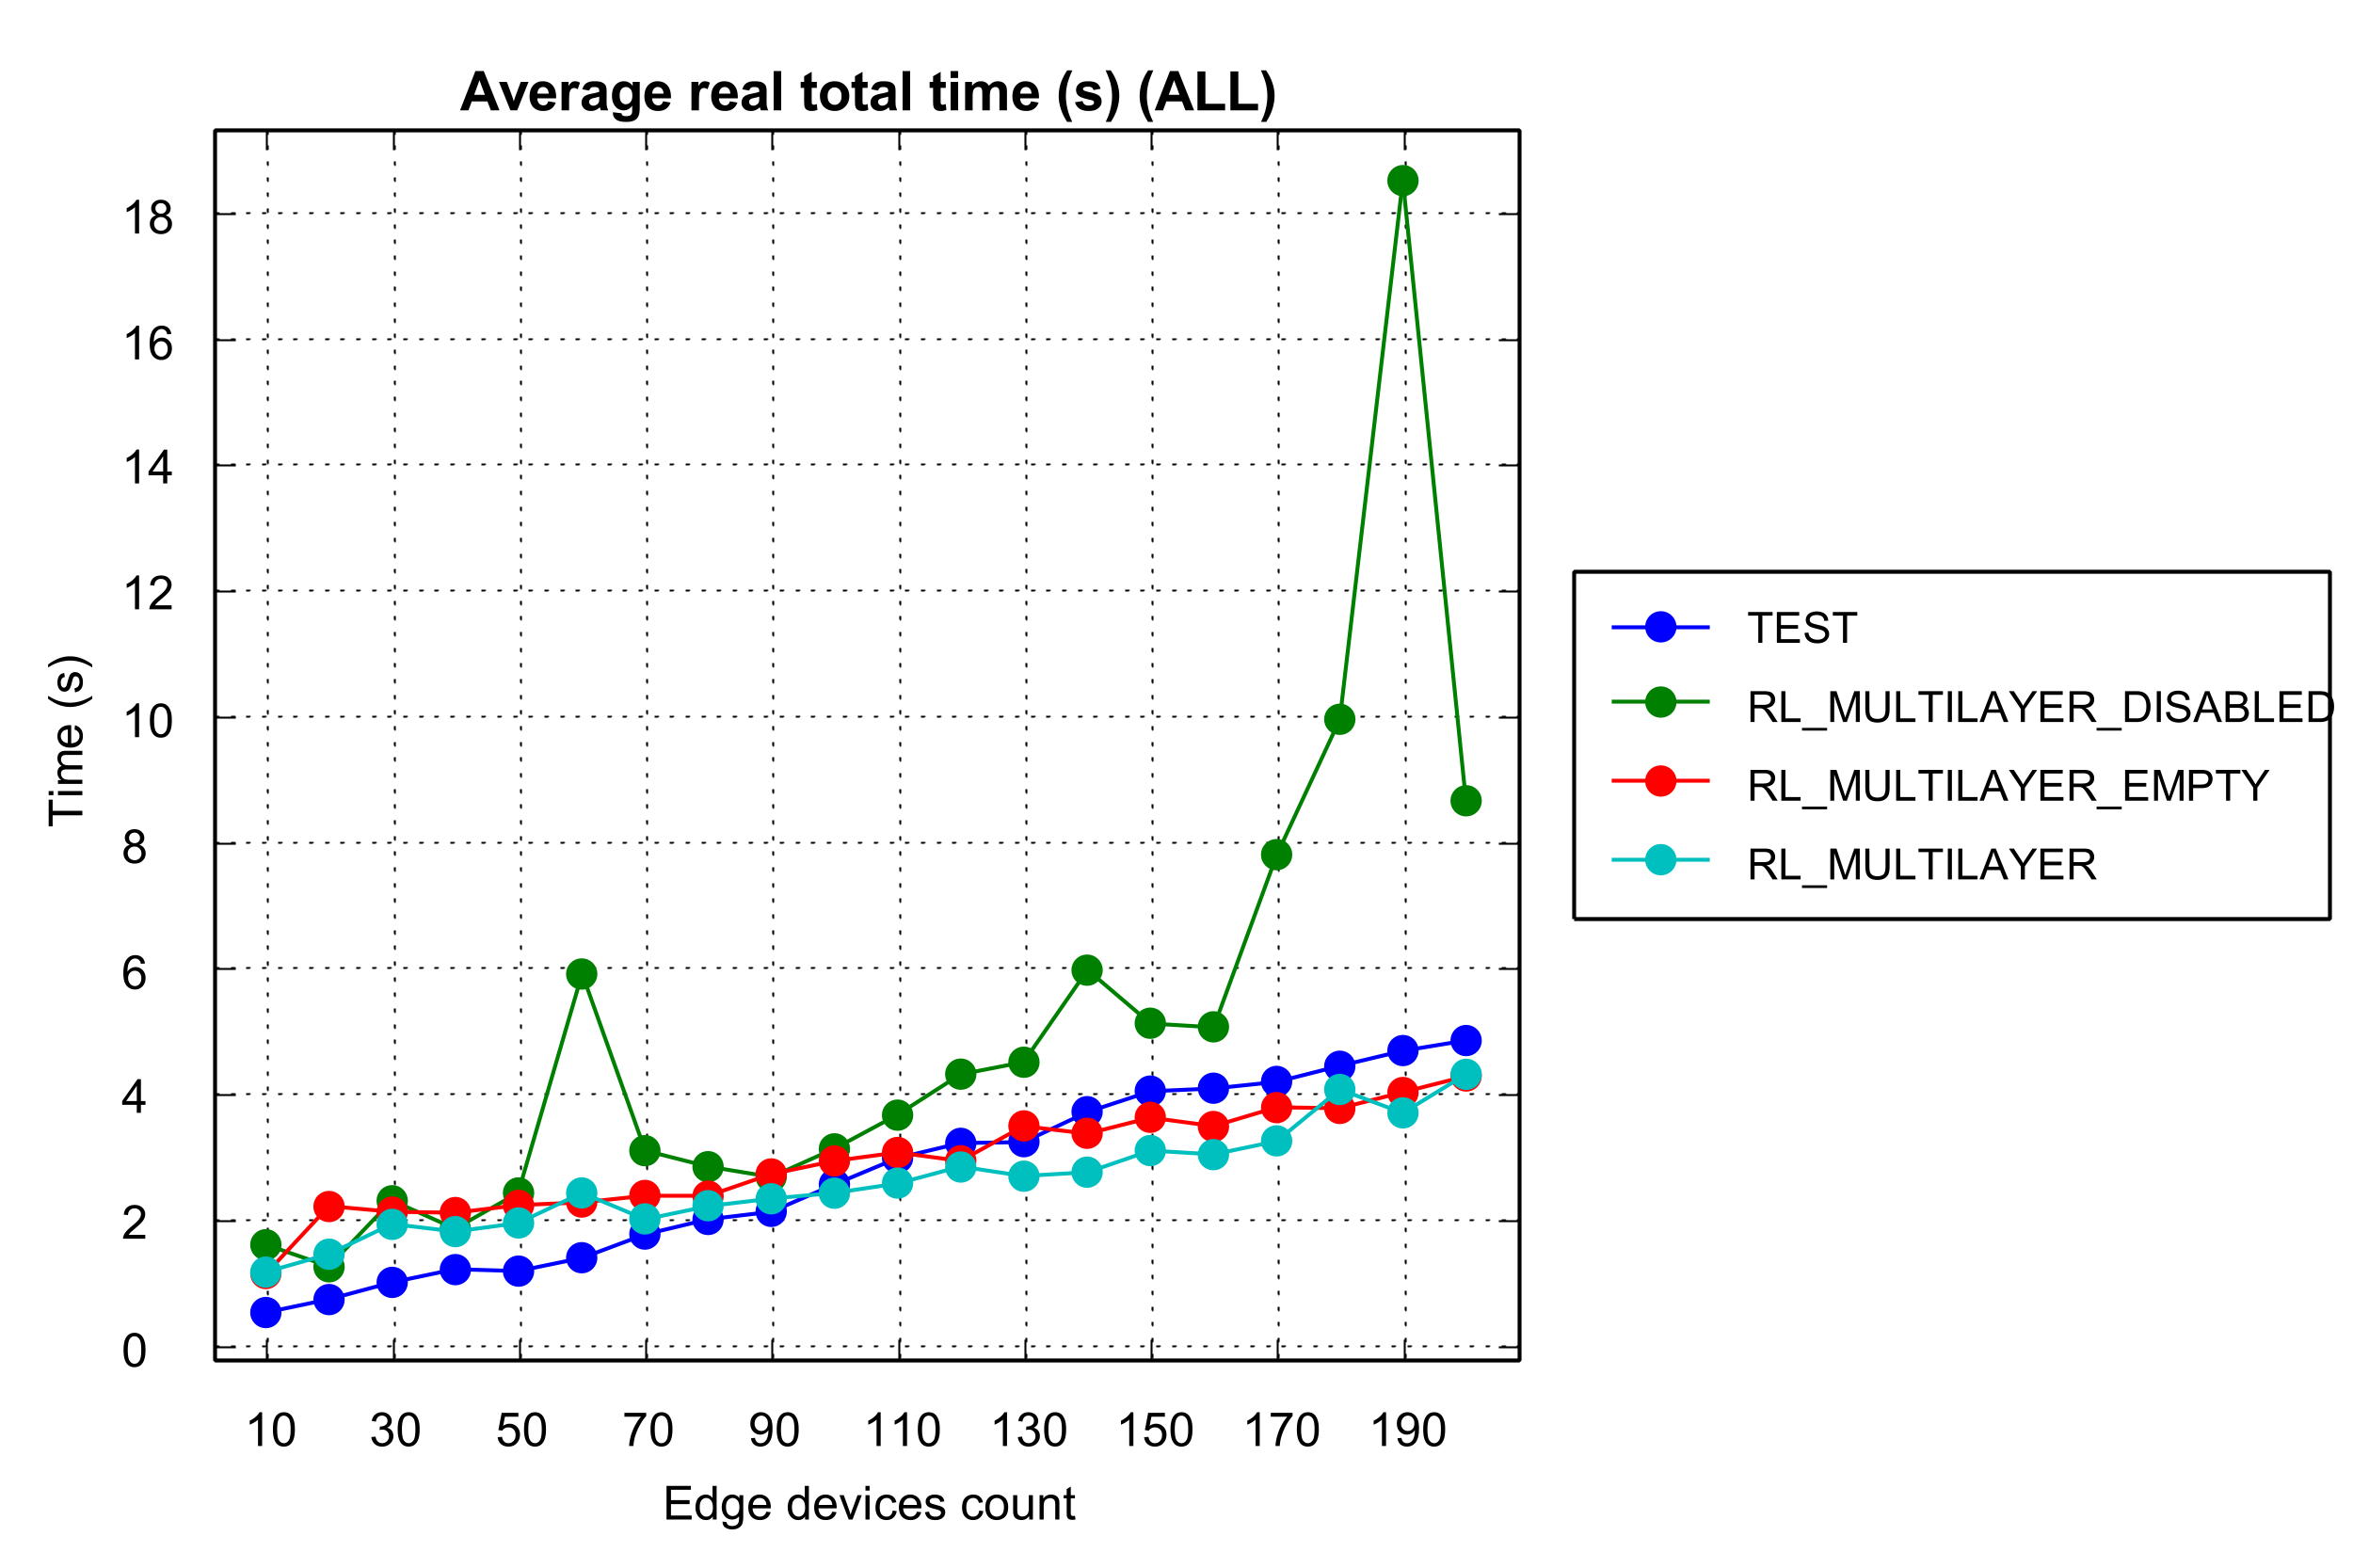 Average real total time (s) (ALL)
18
16
14
12
10
8
6
4
2
0
Time (s)
10 30 50 70 90 110 130 150 170 190
Edge devices count
TEST
RL_MULTILAYER_DISABLED
RL_MULTILAYER_EMPTY
RL_MULTILAYER